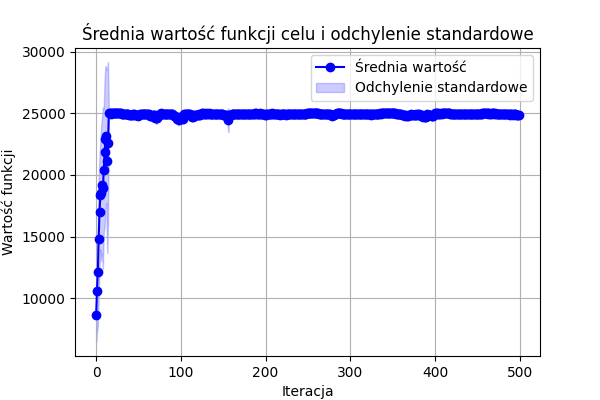 Średnia wartość funkcji celu i odchylenie standardowe
Średnia wartość
Odchylenie standardowe
Wartość funkcji
30000
25000
20000
15000
10000
0 100 200 300 400 500
Iteracja